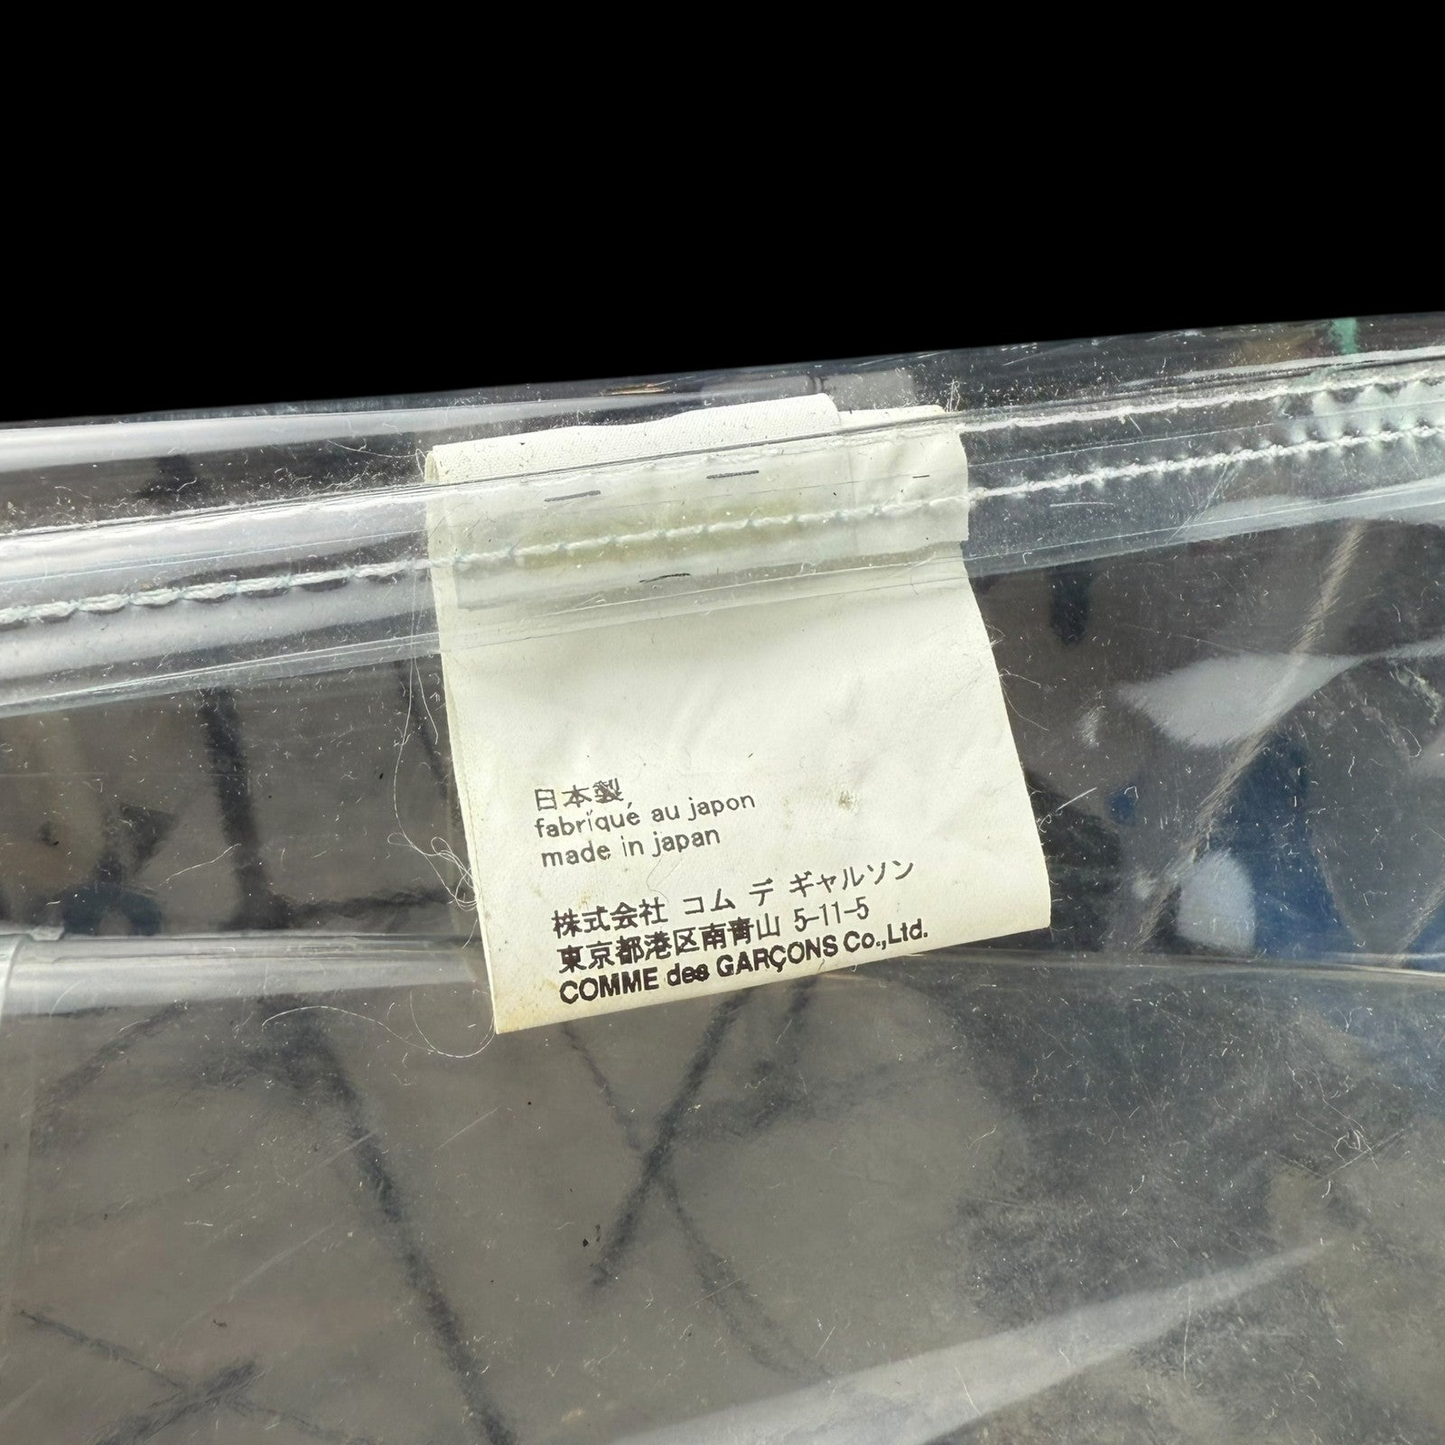 日本製
fabriqué au japon
made in japan
株式会社 コム デ ギャルソン
東京都港区南青山 5-11-5
COMME des GARÇONS Co.,Ltd.